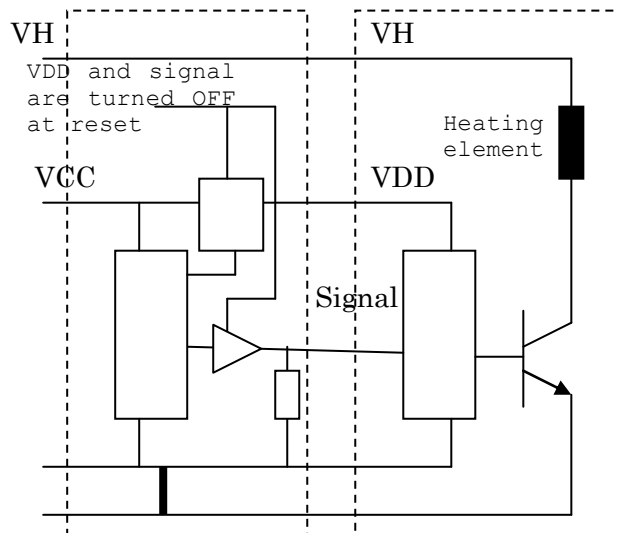 VH
VH
VDD and signal
are turned OFF
at reset
Heating
element
VCC
VDD
Signal